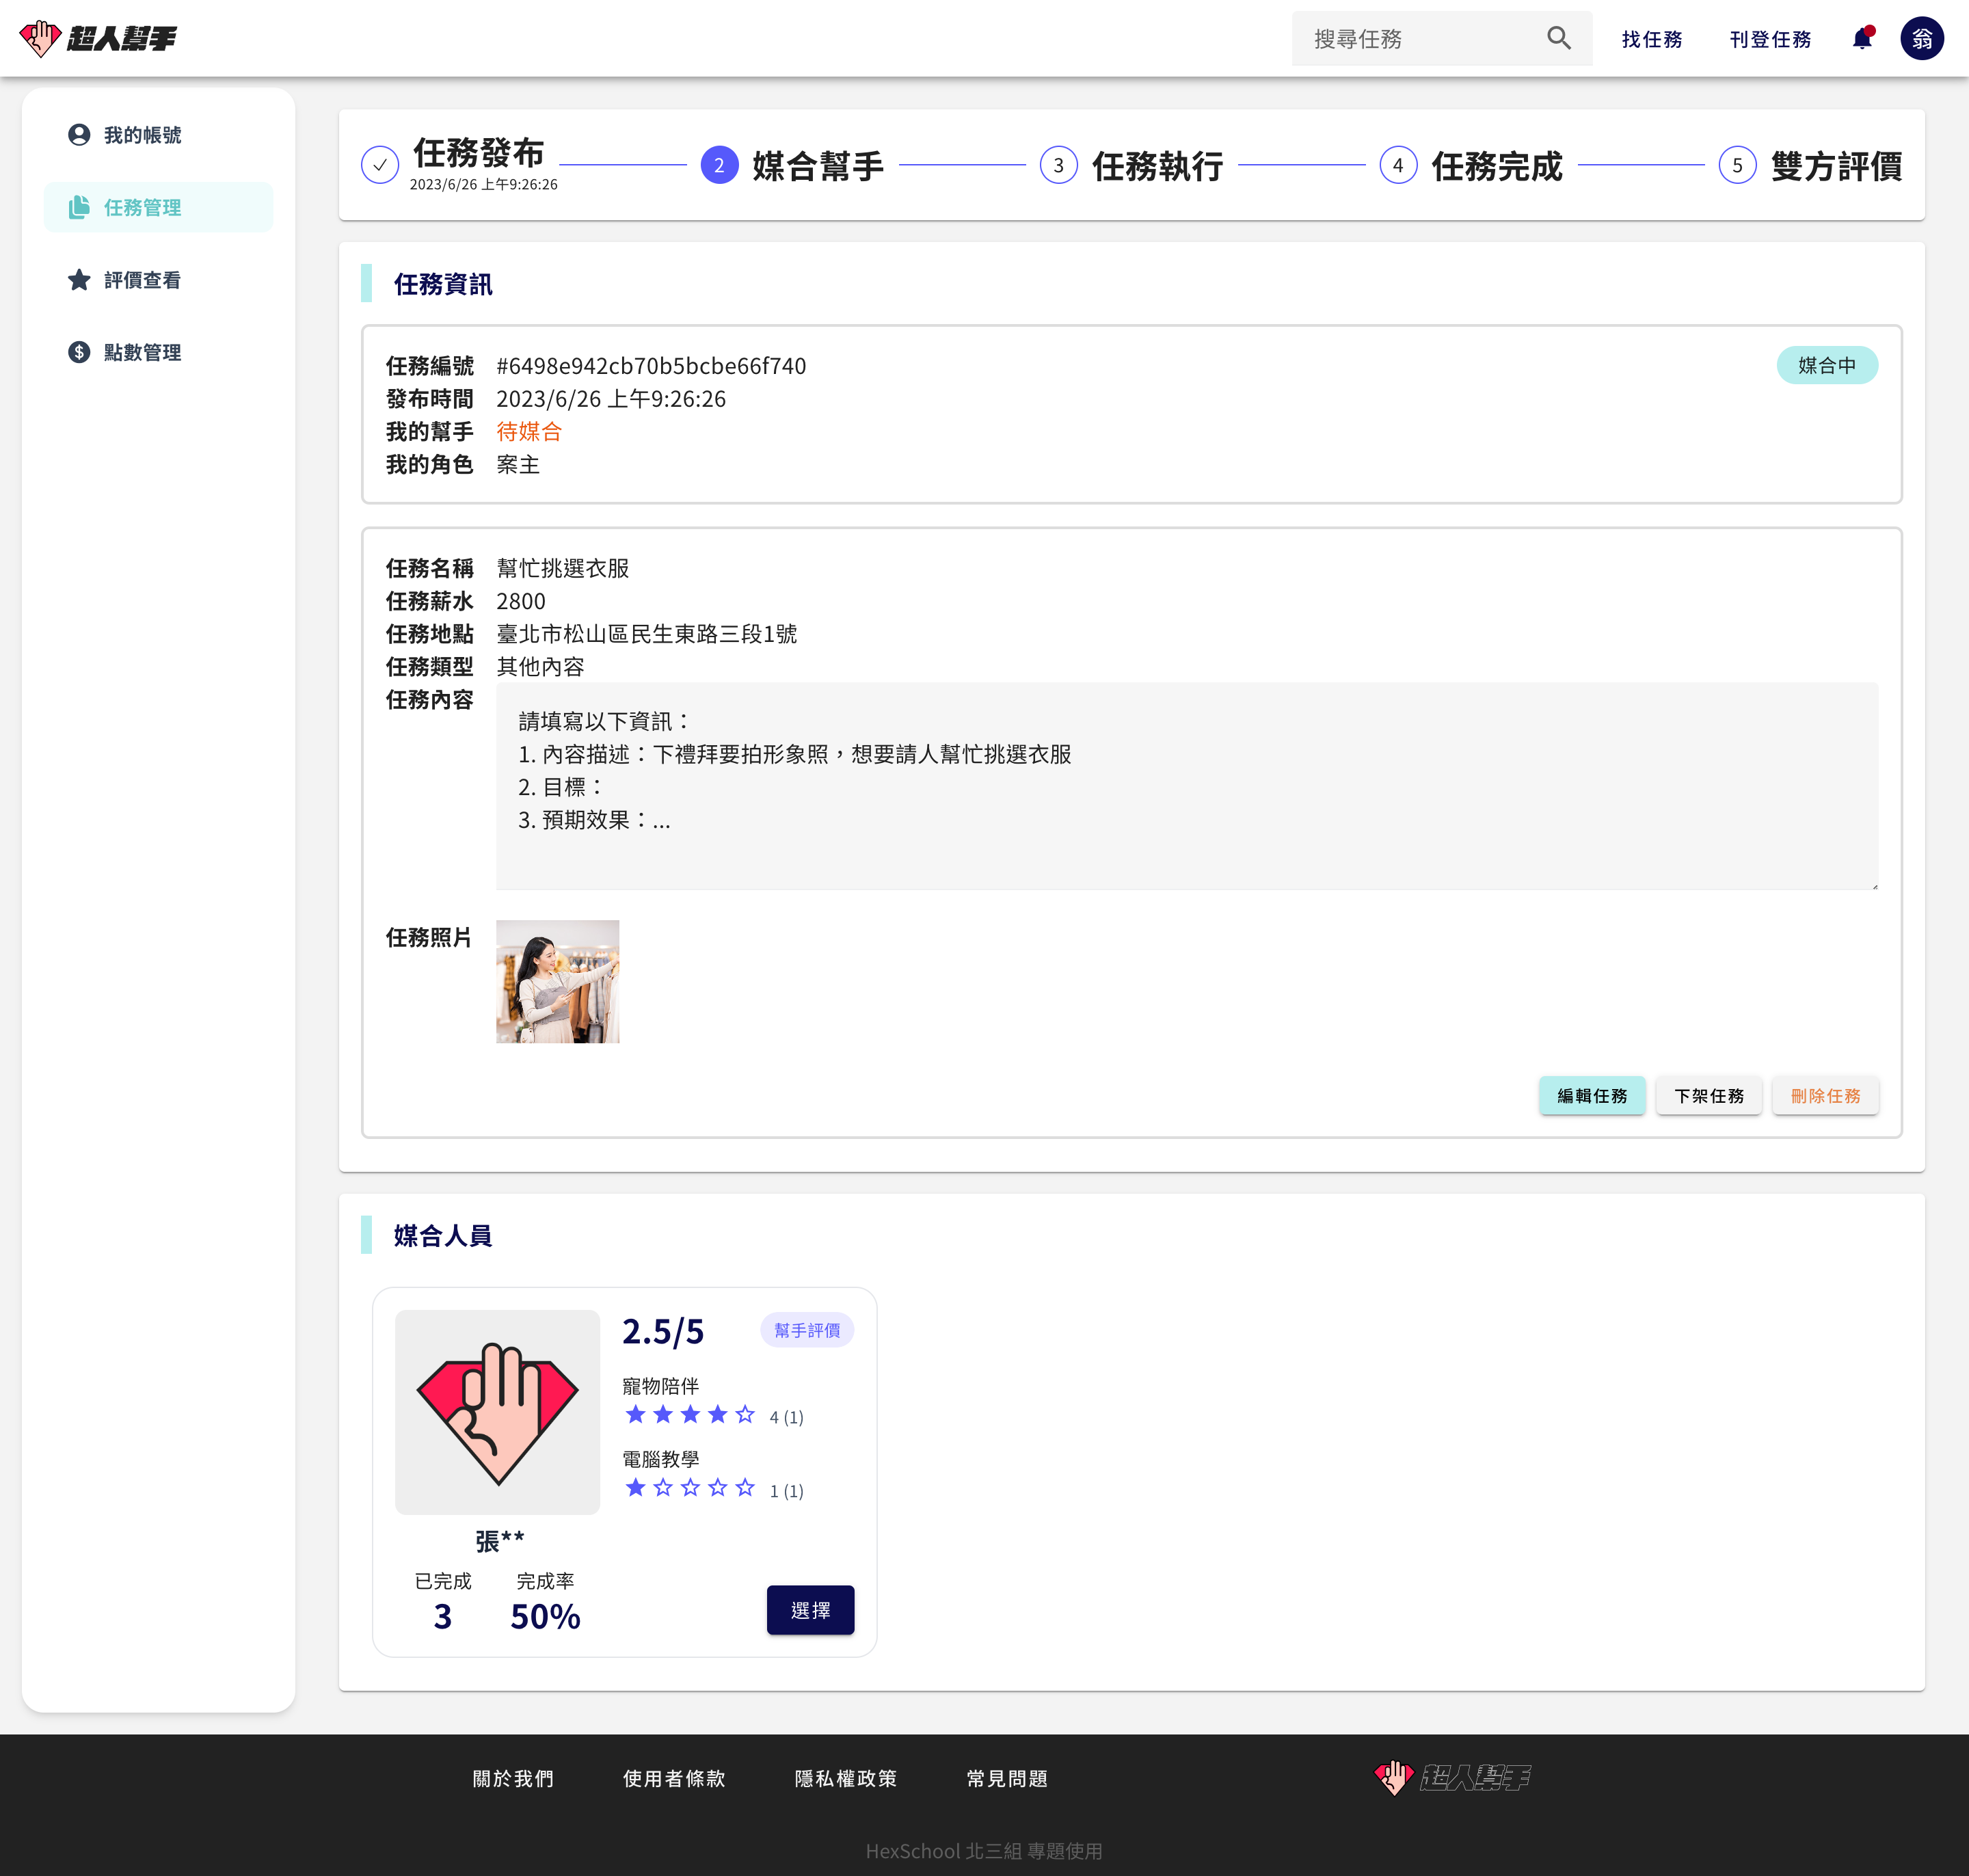 超人幫手
搜尋任務
找任務
刊登任務
翁
我的帳號
任務管理
評價查看
點數管理
任務發布
2023/6/26 上午9:26:26
2 媒合幫手
3 任務執行
4 任務完成
5 雙方評價
任務資訊
任務編號 #6498e942cb70b5bcbe66f740
媒合中
發布時間 2023/6/26 上午9:26:26
我的幫手 待媒合
我的角色 案主
任務名稱 幫忙挑選衣服
任務薪水 2800
任務地點 臺北市松山區民生東路三段1號
任務類型 其他內容
任務內容
請填寫以下資訊：
1. 內容描述：下禮拜要拍形象照，想要請人幫忙挑選衣服
2. 目標：
3. 預期效果：...
任務照片
編輯任務
下架任務
刪除任務
媒合人員
2.5/5
幫手評價
寵物陪伴
4 (1)
電腦教學
1 (1)
張**
已完成 完成率
3 50%
選擇
關於我們
使用者條款
隱私權政策
常見問題
超人幫手
HexSchool 北三組 專題使用